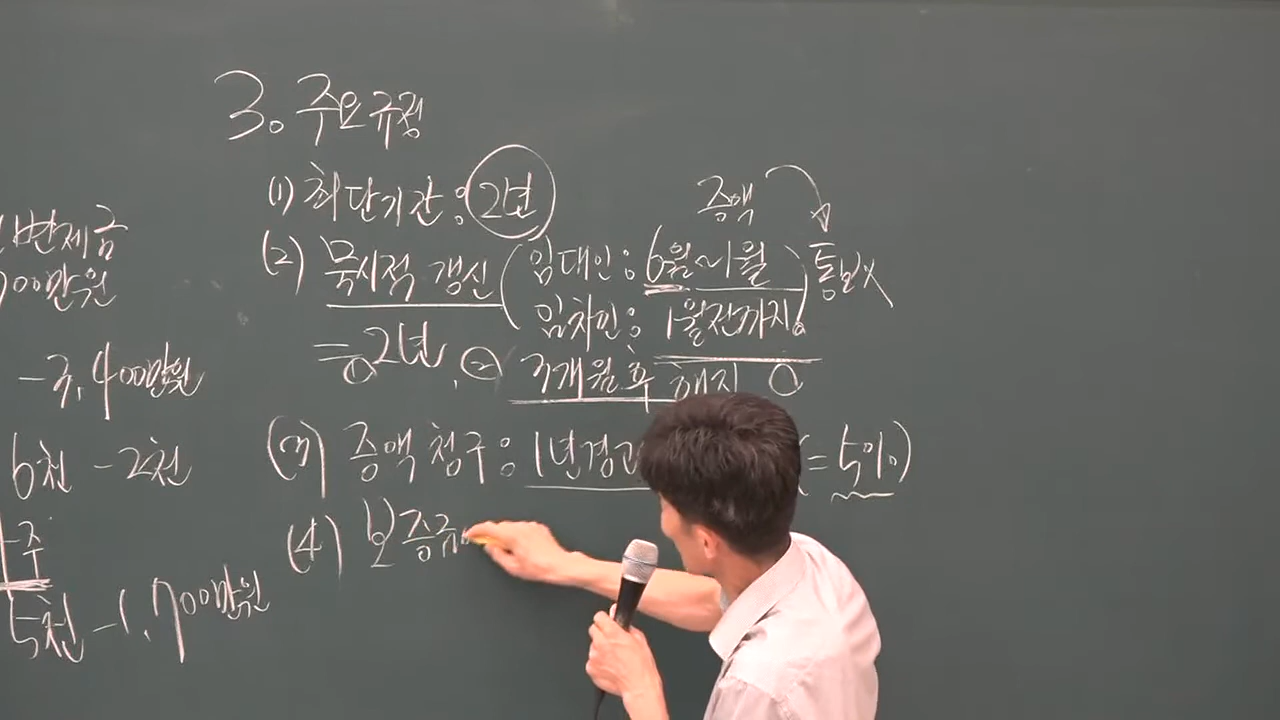 3. 주요규정
(1) 최단기간 : 2년
증액
(2) 묵시적 갱신 ( 임대인 : 6월~1월 ) 통보X
임차인 : 1월전까지
= 2년, 3개월 후 해지 O
(3) 증액 청구 : 1년경과 (= 5%)
(4) 보증금
변제금
700만원
-3,400만원
6천 -2천
5천 -1,700만원